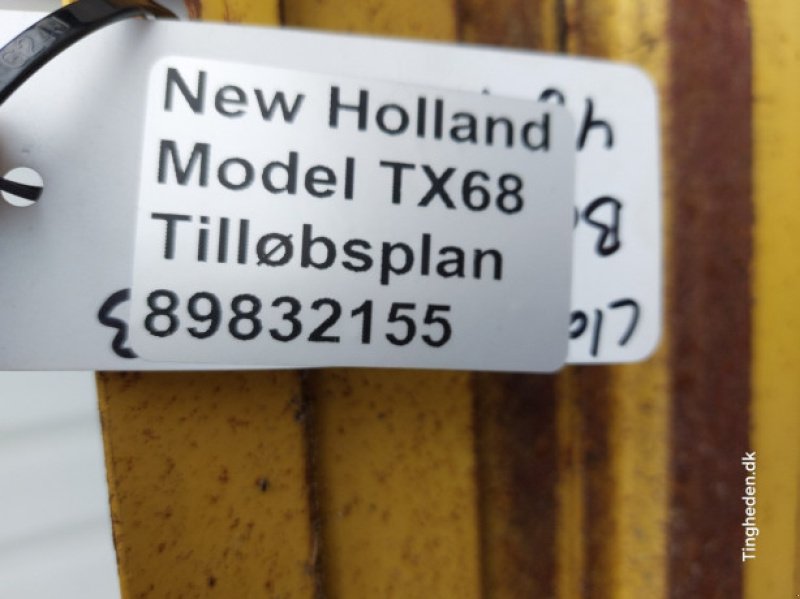 New Holland
Model TX68
Tilløbsplan
89832155
Tingheden.dk